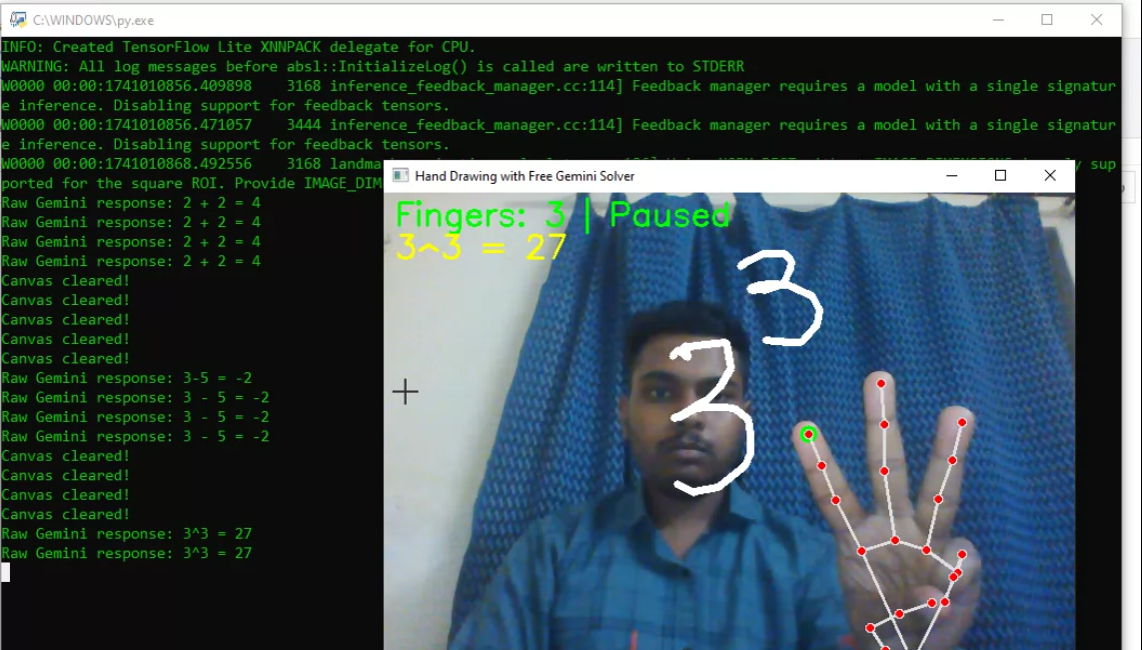 C:\WINDOWS\py.exe
INFO: Created TensorFlow Lite XNNPACK delegate for CPU.
WARNING: All log messages before absl::InitializeLog() is called are written to STDERR
W0000 00:00:1741010856.409898    3168 inference_feedback_manager.cc:114] Feedback manager requires a model with a single signatur
e inference. Disabling support for feedback tensors.
W0000 00:00:1741010856.471057    3444 inference_feedback_manager.cc:114] Feedback manager requires a model with a single signatur
e inference. Disabling support for feedback tensors.
W0000 00:00:1741010868.492556    3168 landma
sup
ported for the square ROI. Provide IMAGE_DIM
Raw Gemini response: 2 + 2 = 4
Raw Gemini response: 2 + 2 = 4
Raw Gemini response: 2 + 2 = 4
Raw Gemini response: 2 + 2 = 4
Canvas cleared!
Canvas cleared!
Canvas cleared!
Canvas cleared!
Canvas cleared!
Raw Gemini response: 3-5 = -2
Raw Gemini response: 3 - 5 = -2
Raw Gemini response: 3 - 5 = -2
Raw Gemini response: 3 - 5 = -2
Canvas cleared!
Canvas cleared!
Canvas cleared!
Canvas cleared!
Raw Gemini response: 3^3 = 27
Raw Gemini response: 3^3 = 27
Hand Drawing with Free Gemini Solver
Fingers: 3 | Paused
3^3 = 27
3
3